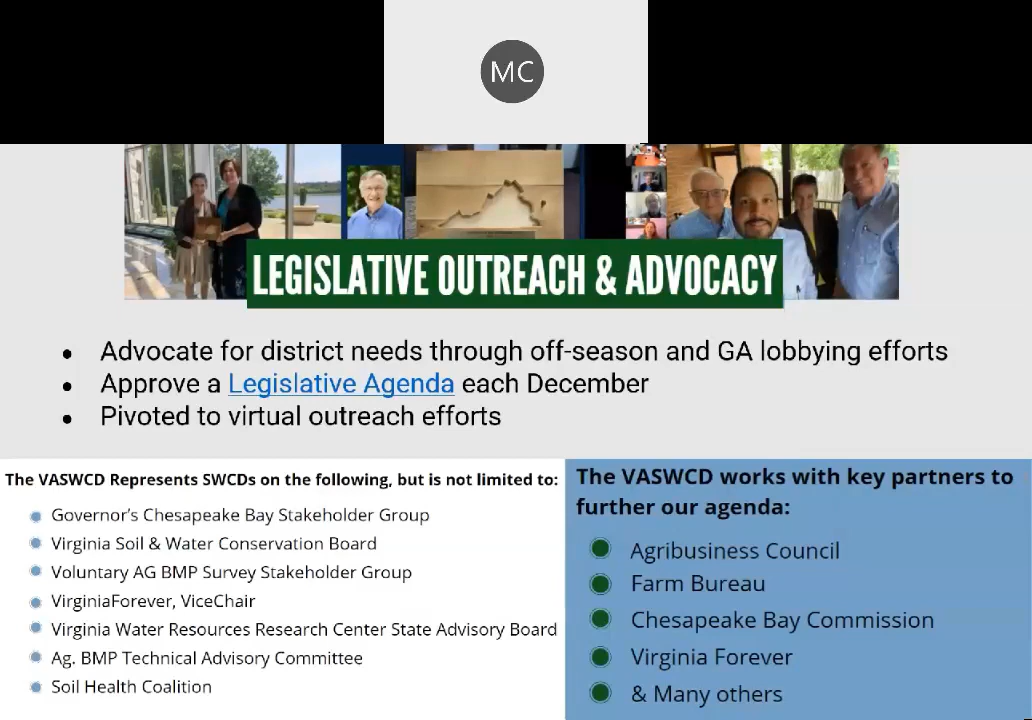 MC
LEGISLATIVE OUTREACH & ADVOCACY
• Advocate for district needs through off-season and GA lobbying efforts
• Approve a Legislative Agenda each December
• Pivoted to virtual outreach efforts
The VASWCD Represents SWCDs on the following, but is not limited to:
Governor's Chesapeake Bay Stakeholder Group
Virginia Soil & Water Conservation Board
Voluntary AG BMP Survey Stakeholder Group
VirginiaForever, ViceChair
Virginia Water Resources Research Center State Advisory Board
Ag. BMP Technical Advisory Committee
Soil Health Coalition
The VASWCD works with key partners to
further our agenda:
Agribusiness Council
Farm Bureau
Chesapeake Bay Commission
Virginia Forever
& Many others